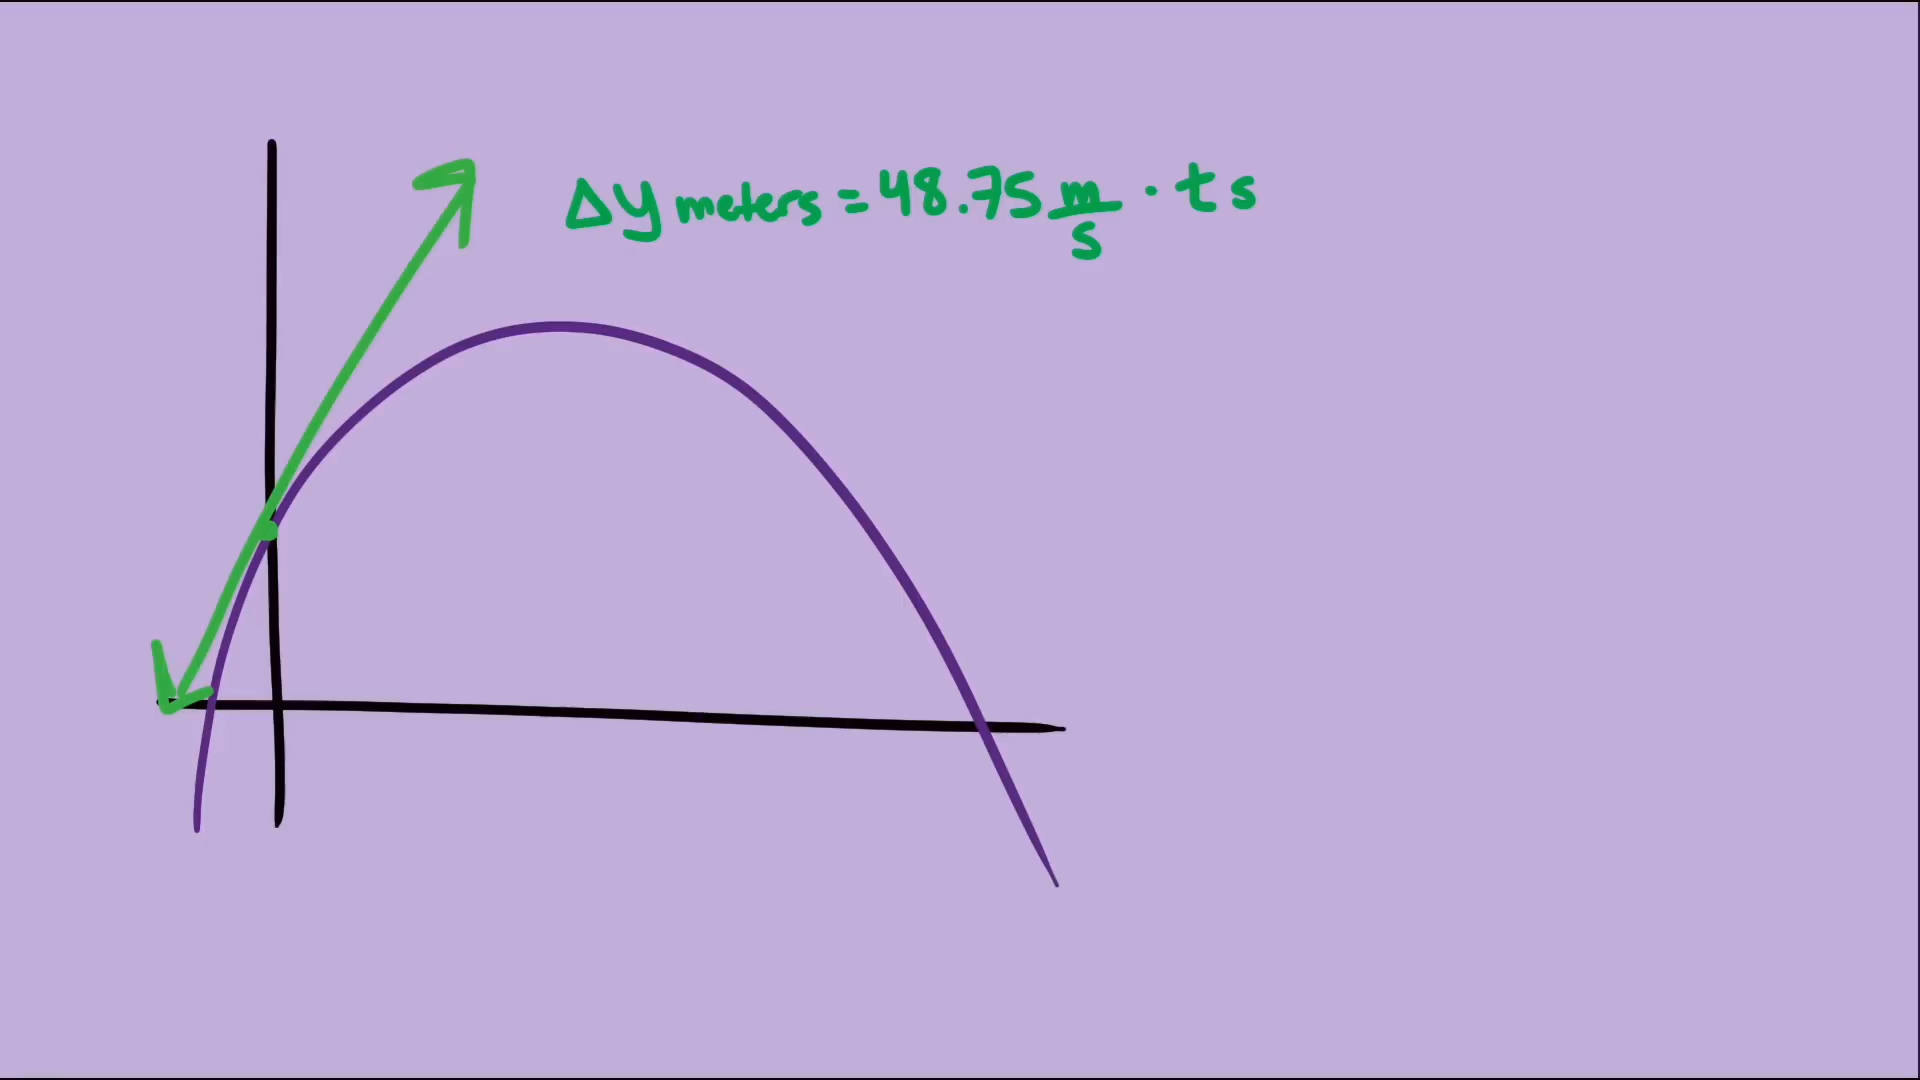 Δy meters = 48.75 m/s · t s